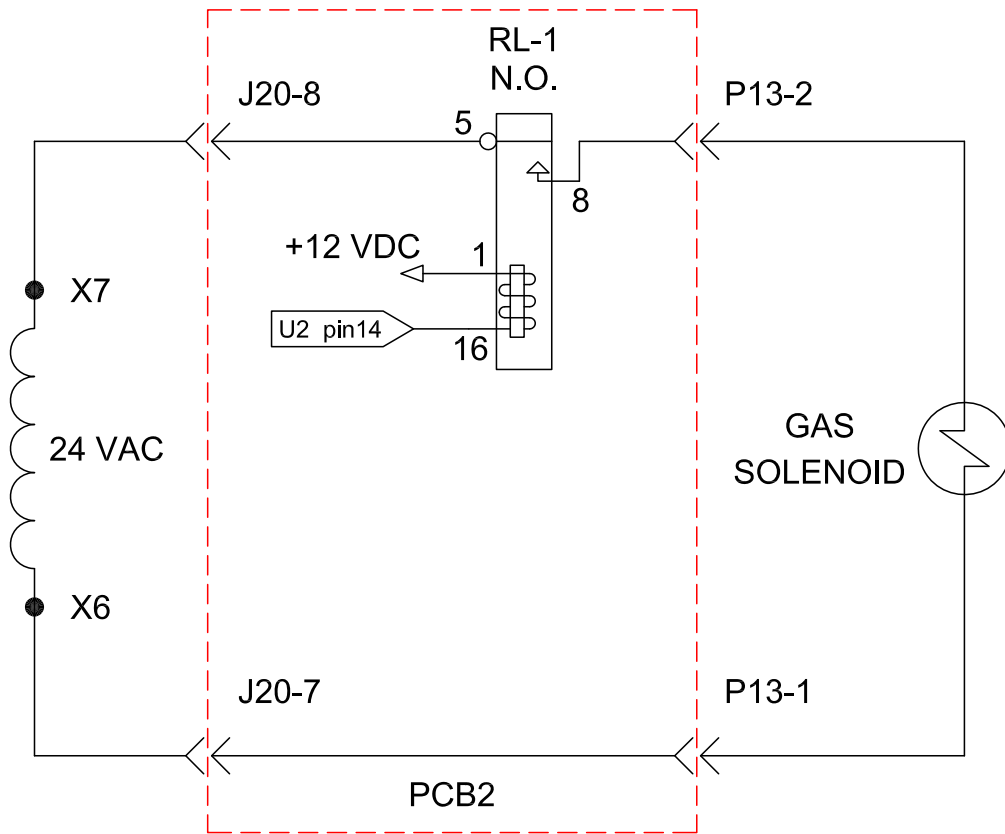 RL-1
N.O.
J20-8
P13-2
5
8
+12 VDC
1
U2 pin14
16
X7
24 VAC
X6
GAS
SOLENOID
J20-7
P13-1
PCB2